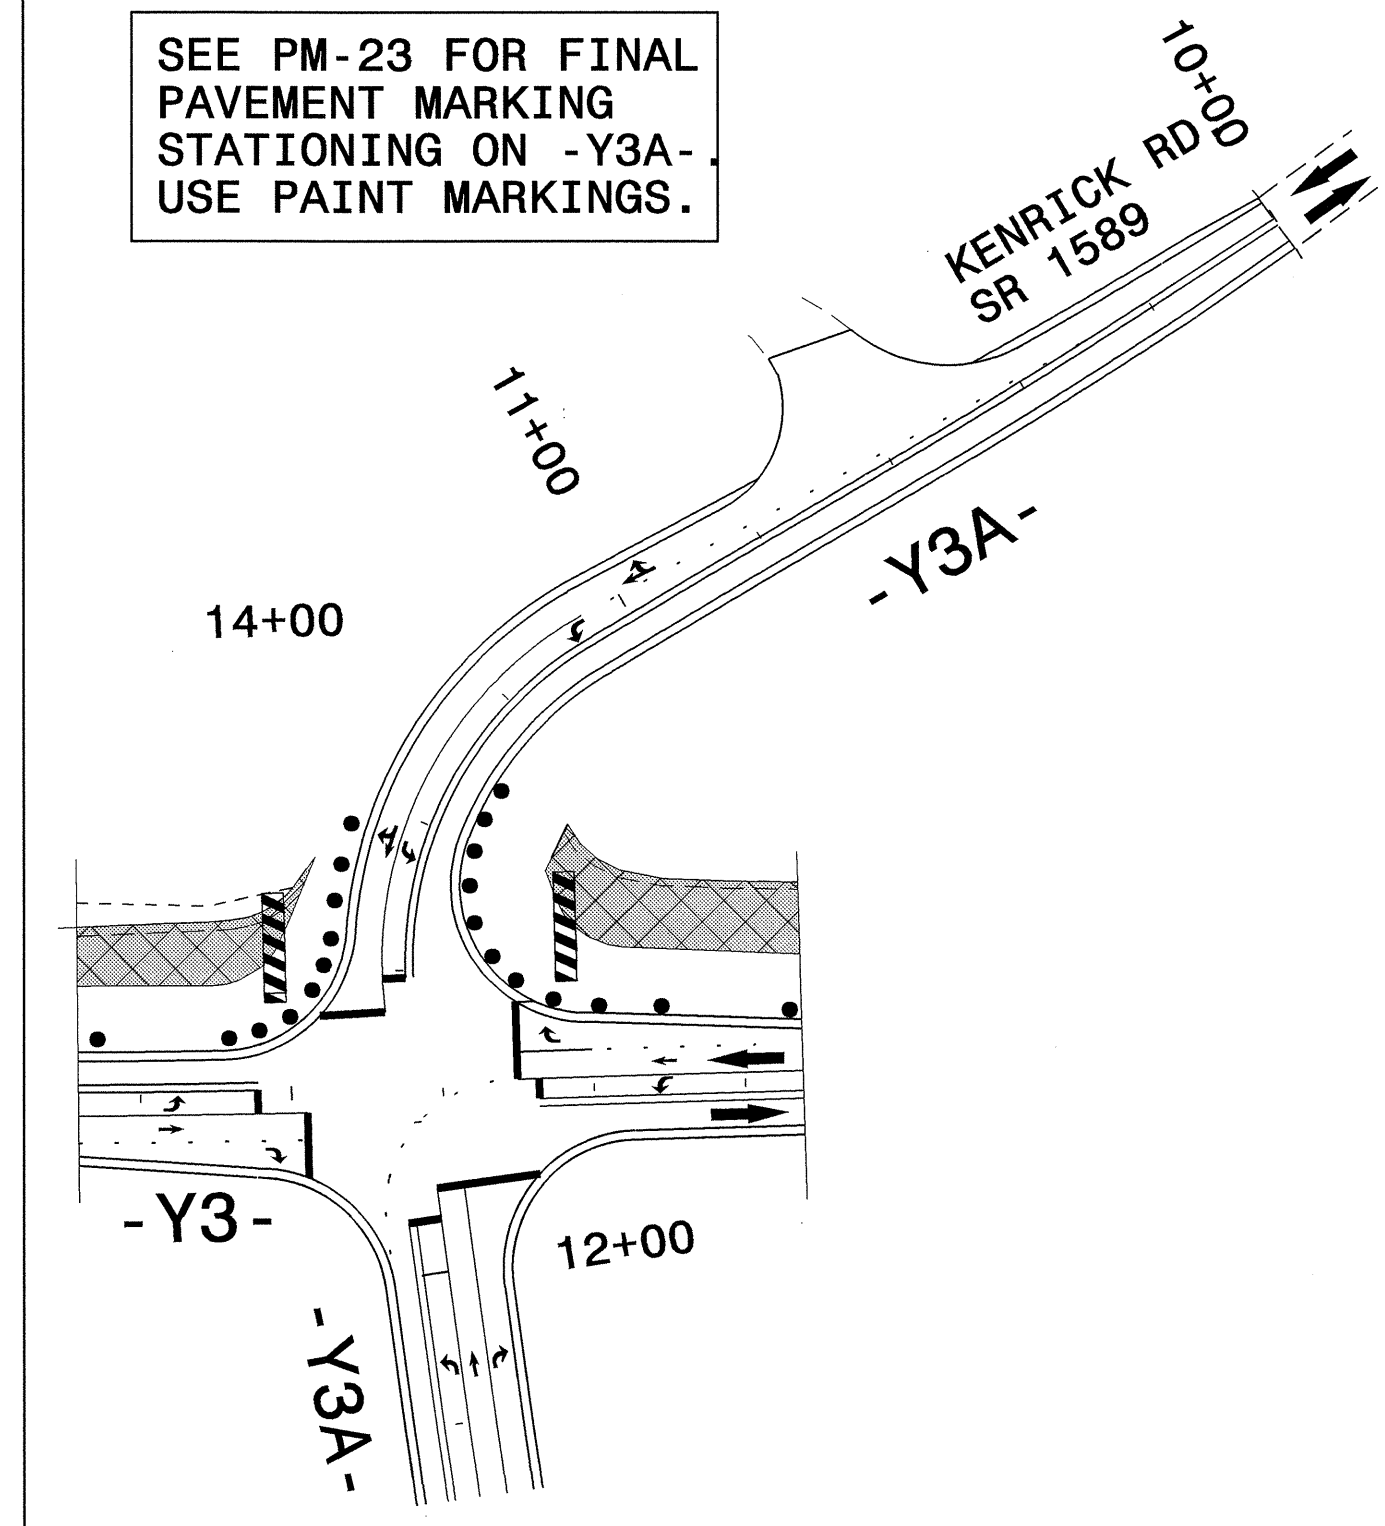 SEE PM-23 FOR FINAL
PAVEMENT MARKING
STATIONING ON -Y3A-.
USE PAINT MARKINGS.
10+00
KENRICK RD
SR 1589
11+00
-Y3A-
14+00
-Y3-
12+00
-Y3A-